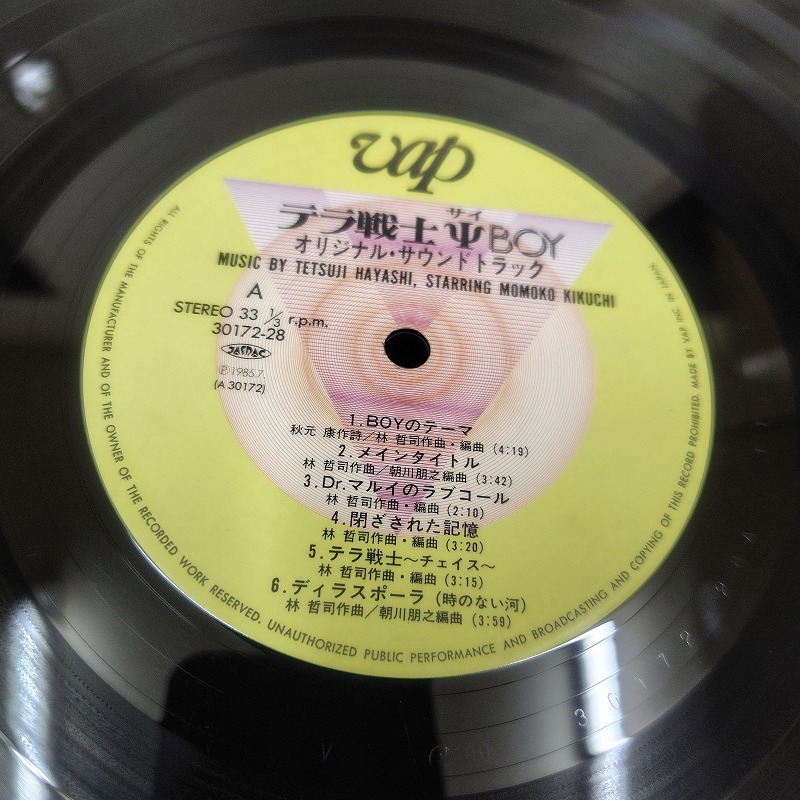 vap
サイ
テラ戦士ΨBOY
オリジナル・サウンドトラック
MUSIC BY TETSUJI HAYASHI, STARRING MOMOKO KIKUCHI
A
STEREO 33 1/3 r.p.m.
30172-28
JASRAC
Ⓟ1985.7.
(A 30172)
1.BOYのテーマ
秋元 康作詩/林 哲司作曲・編曲 (4:19)
2.メインタイトル
林 哲司作曲/朝川朋之編曲 (3:42)
3.Dr.マルイのラブコール
林 哲司作曲・編曲 (2:10)
4.閉ざされた記憶
林 哲司作曲・編曲 (3:20)
5.テラ戦士〜チェイス〜
林 哲司作曲・編曲 (3:15)
6.ディラスポーラ(時のない河)
林 哲司作曲/朝川朋之編曲 (3:59)
ALL RIGHTS OF THE MANUFACTURER AND OF THE OWNER OF THE RECORDED WORK RESERVED. UNAUTHORIZED PUBLIC PERFORMANCE AND BROADCASTING AND COPYING OF THIS RECORD PROHIBITED. MADE BY VAP INC. IN JAPAN.